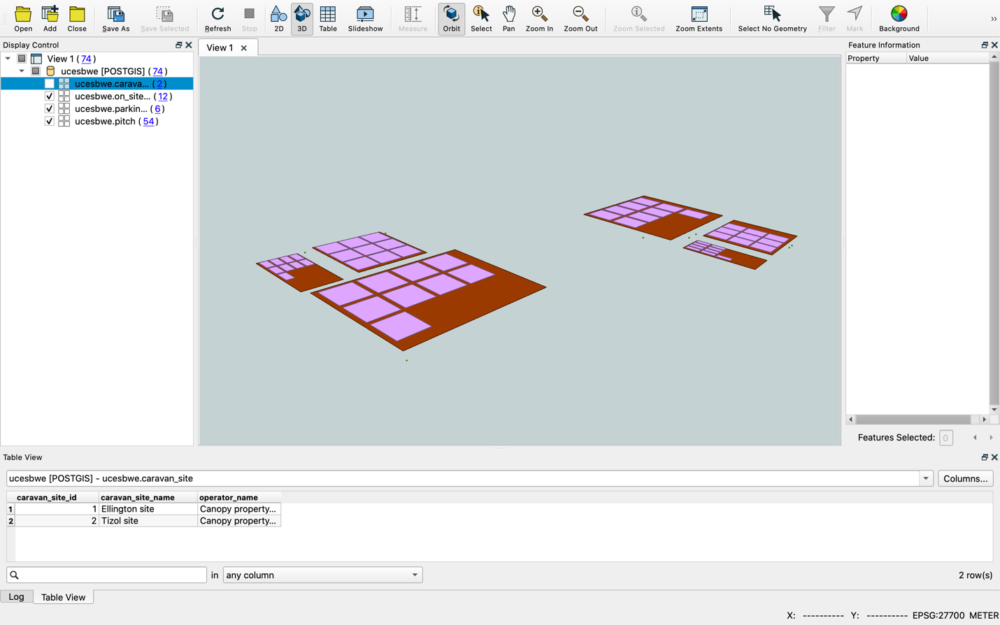 Open Add Close Save As Save Selected Refresh Stop 2D 3D Table Slideshow Measure Orbit Select Pan Zoom In Zoom Out Zoom Selected Zoom Extents Select No Geometry Filter Mark Background »
Display Control
View 1 (74)
ucesbwe [POSTGIS] (74)
ucesbwe.carava... (2)
ucesbwe.on_site... (12)
ucesbwe.parkin... (6)
ucesbwe.pitch (54)
View 1
Feature Information
Property Value
Features Selected: 0
Table View
ucesbwe [POSTGIS] - ucesbwe.caravan_site Columns...
caravan_site_id caravan_site_name operator_name
1 1 Ellington site Canopy property...
2 2 Tizol site Canopy property...
in any column 2 row(s)
Log Table View
X: ---------- Y: ---------- EPSG:27700 METER